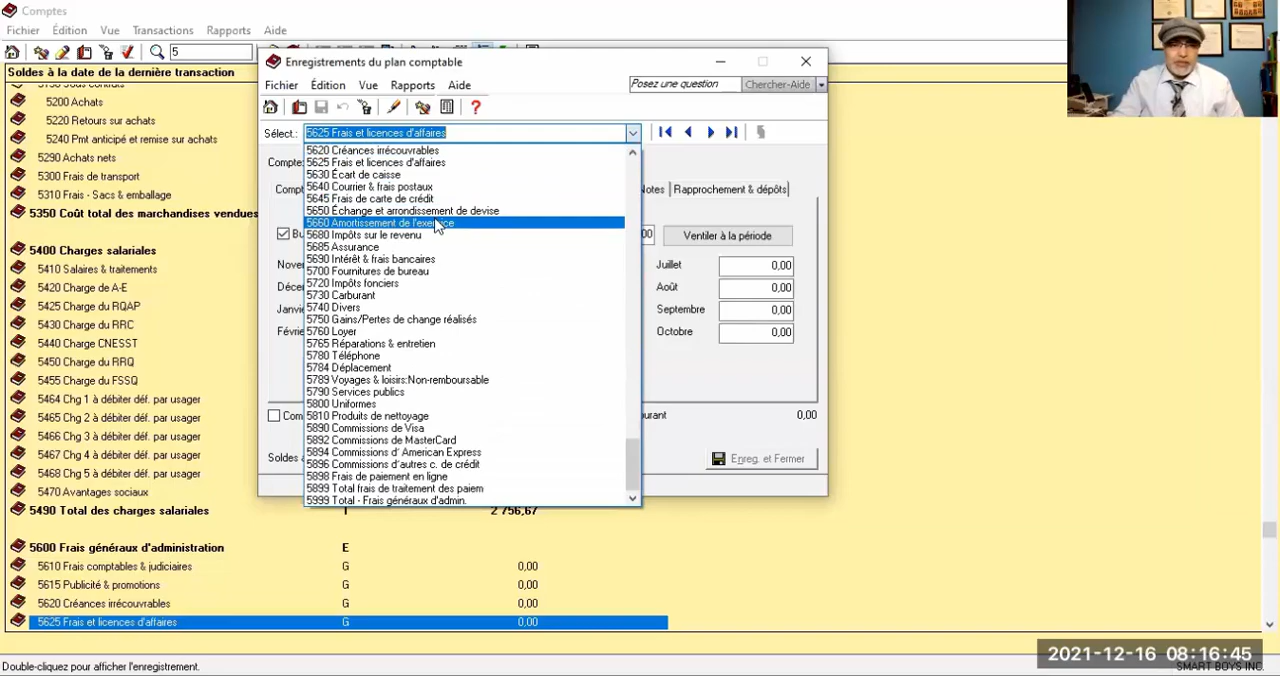 Comptes
Fichier Édition Vue Transactions Rapports Aide
5
Soldes à la date de la dernière transaction
5200 Achats
5220 Retours sur achats
5240 Pmt anticipé et remise sur achats
5290 Achats nets
5300 Frais de transport
5310 Frais - Sacs & emballage
5350 Coût total des marchandises vendues
5400 Charges salariales
5410 Salaires & traitements
5420 Charge de A-E
5425 Charge du RQAP
5430 Charge du RRC
5440 Charge CNESST
5450 Charge du RRQ
5455 Charge du FSSQ
5464 Chg 1 à débiter déf. par usager
5465 Chg 2 à débiter déf. par usager
5466 Chg 3 à débiter déf. par usager
5467 Chg 4 à débiter déf. par usager
5468 Chg 5 à débiter déf. par usager
5470 Avantages sociaux
5490 Total des charges salariales T 2 756,67
5600 Frais généraux d'administration E
5610 Frais comptables & judiciaires G 0,00
5615 Publicité & promotions G 0,00
5620 Créances irrécouvrables G 0,00
5625 Frais et licences d'affaires G 0,00
Double-cliquez pour afficher l'enregistrement.
Enregistrements du plan comptable
Fichier Édition Vue Rapports Aide
Posez une question Chercher-Aide
Sélect.: 5625 Frais et licences d'affaires
5620 Créances irrécouvrables
5625 Frais et licences d'affaires
5630 Écart de caisse
5640 Courrier & frais postaux
5645 Frais de carte de crédit
5650 Échange et arrondissement de devise
5660 Amortissement de l'exercice
5680 Impôts sur le revenu
5685 Assurance
5690 Intérêt & frais bancaires
5700 Fournitures de bureau
5720 Impôts fonciers
5730 Carburant
5740 Divers
5750 Gains/Pertes de change réalisés
5760 Loyer
5765 Réparations & entretien
5780 Téléphone
5784 Déplacement
5789 Voyages & loisirs:Non-remboursable
5790 Services publics
5800 Uniformes
5810 Produits de nettoyage
5890 Commissions de Visa
5892 Commissions de MasterCard
5894 Commissions d´American Express
5896 Commissions d´autres c. de crédit
5898 Frais de paiement en ligne
5899 Total frais de traitement des paiem
5999 Total - Frais généraux d'admin.
Compte:
Notes Rapprochement & dépôts
Ventiler à la période
Juillet 0,00
Août 0,00
Septembre 0,00
Octobre 0,00
0,00
Enreg. et Fermer
2021-12-16 08:16:45
SMART BOYS INC.